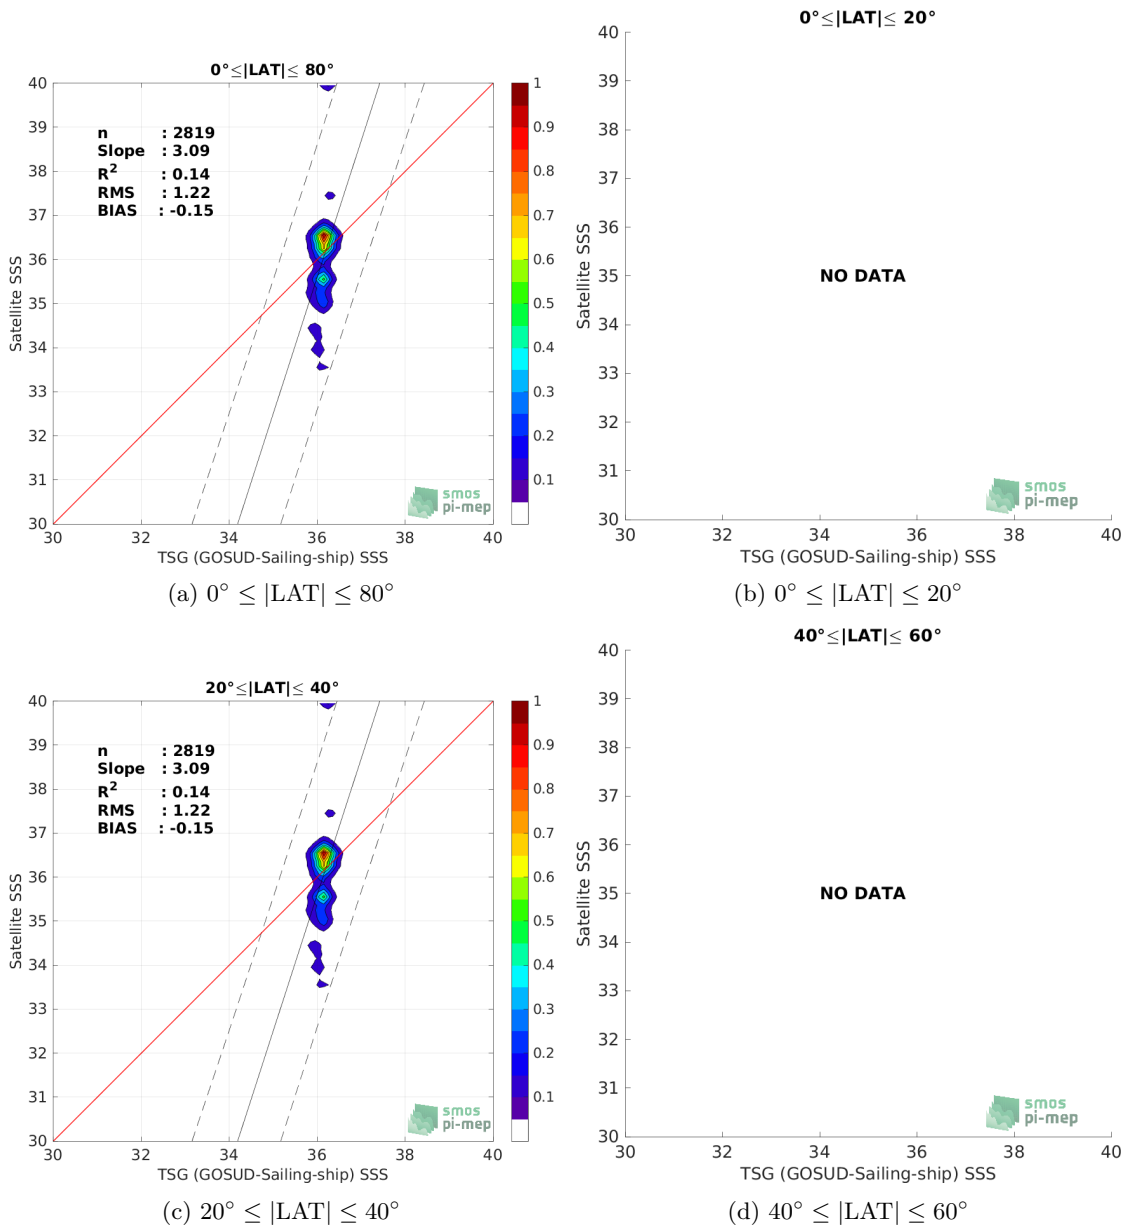 0°≤|LAT|≤ 80°
40
39
38
37
36
35
34
33
32
31
30
Satellite SSS
n : 2819
Slope : 3.09
R2 : 0.14
RMS : 1.22
BIAS : -0.15
smos
pi-mep
30 32 34 36 38 40
TSG (GOSUD-Sailing-ship) SSS
1
0.9
0.8
0.7
0.6
0.5
0.4
0.3
0.2
0.1
(a) 0° ≤ |LAT| ≤ 80°
0°≤|LAT|≤ 20°
40
39
38
37
36
35
34
33
32
31
30
Satellite SSS
NO DATA
smos
pi-mep
30 32 34 36 38 40
TSG (GOSUD-Sailing-ship) SSS
(b) 0° ≤ |LAT| ≤ 20°
20°≤|LAT|≤ 40°
40
39
38
37
36
35
34
33
32
31
30
Satellite SSS
n : 2819
Slope : 3.09
R2 : 0.14
RMS : 1.22
BIAS : -0.15
smos
pi-mep
30 32 34 36 38 40
TSG (GOSUD-Sailing-ship) SSS
1
0.9
0.8
0.7
0.6
0.5
0.4
0.3
0.2
0.1
(c) 20° ≤ |LAT| ≤ 40°
40°≤|LAT|≤ 60°
40
39
38
37
36
35
34
33
32
31
30
Satellite SSS
NO DATA
smos
pi-mep
30 32 34 36 38 40
TSG (GOSUD-Sailing-ship) SSS
(d) 40° ≤ |LAT| ≤ 60°